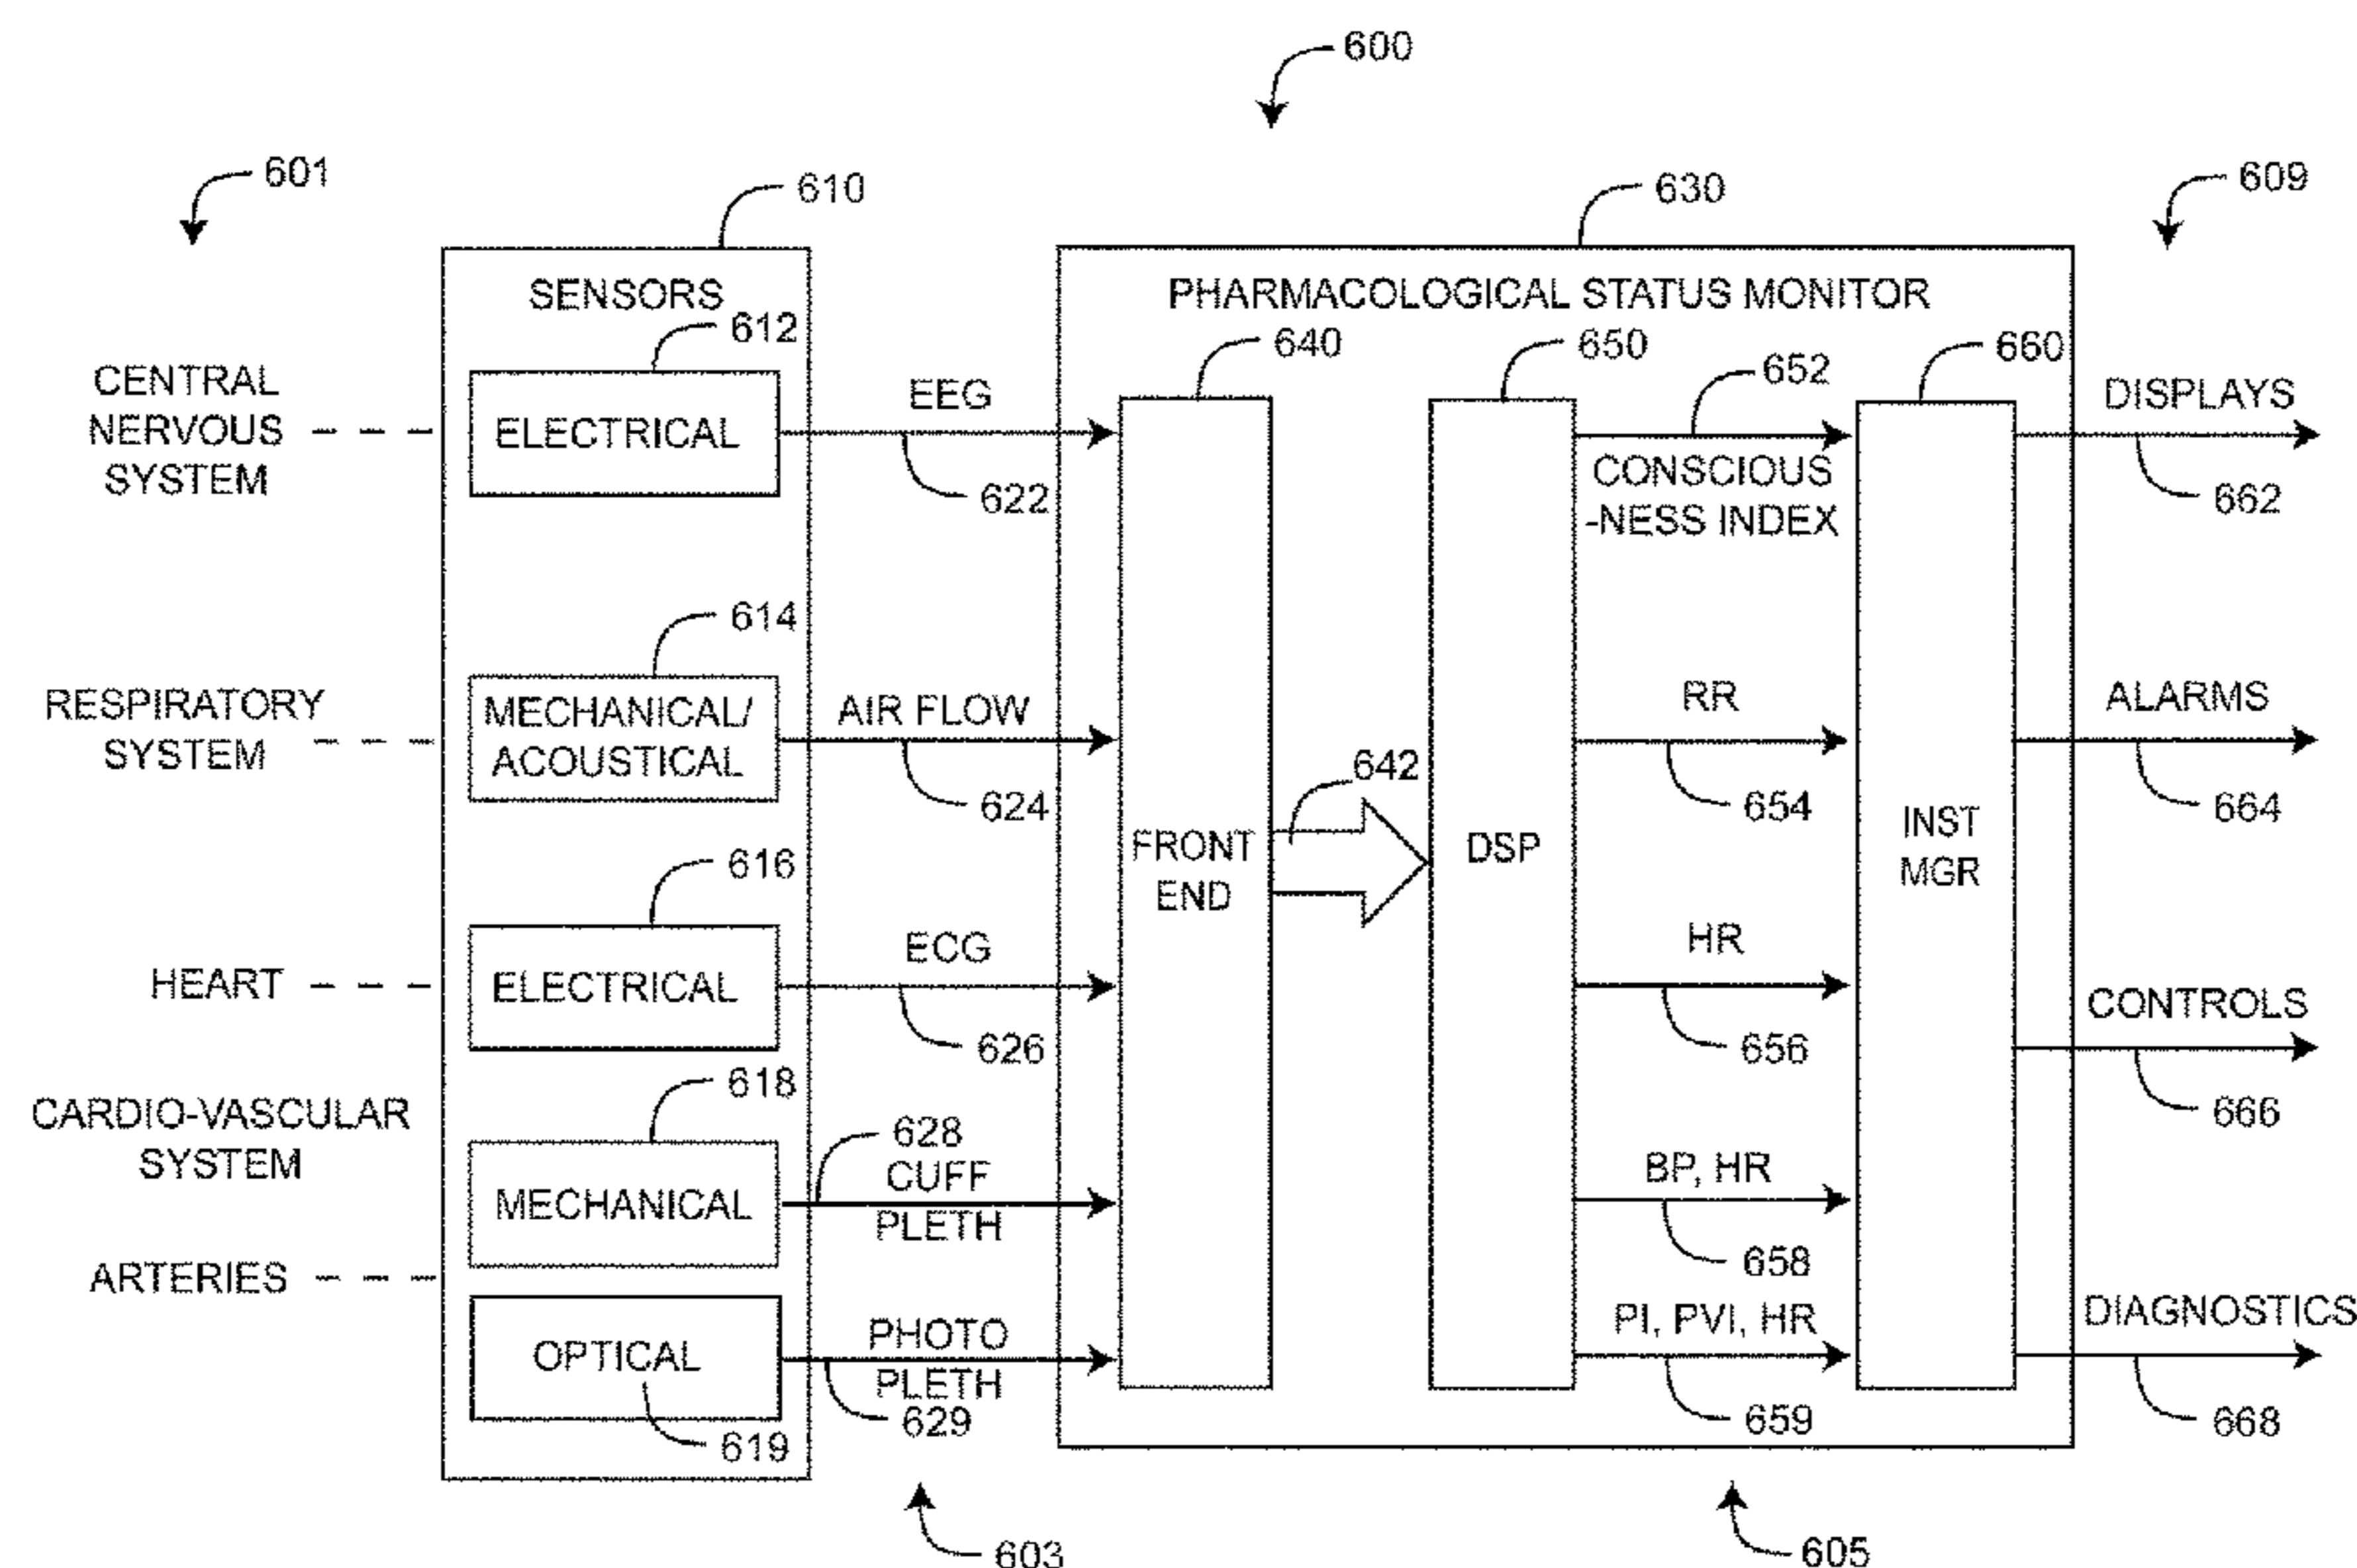 600
601
610
630
609
SENSORS
PHARMACOLOGICAL STATUS MONITOR
612
640
650
660
652
CENTRAL
NERVOUS
SYSTEM
ELECTRICAL
EEG
622
CONSCIOUS
-NESS INDEX
DISPLAYS
662
614
RESPIRATORY
SYSTEM
MECHANICAL/
ACOUSTICAL
AIR FLOW
624
642
RR
654
ALARMS
664
FRONT
END
DSP
INST
MGR
616
HEART
ELECTRICAL
ECG
626
HR
656
CONTROLS
666
618
CARDIO-VASCULAR
SYSTEM
MECHANICAL
628
CUFF
PLETH
BP, HR
658
ARTERIES
OPTICAL
619
PHOTO
PLETH
629
PI, PVI, HR
659
DIAGNOSTICS
668
603
605